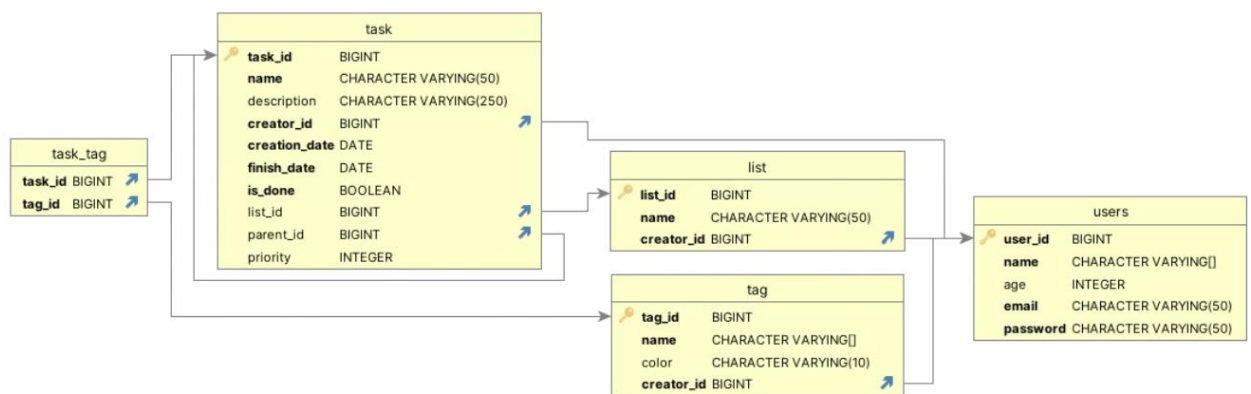 task
task_id BIGINT
name CHARACTER VARYING(50)
description CHARACTER VARYING(250)
creator_id BIGINT
creation_date DATE
finish_date DATE
is_done BOOLEAN
list_id BIGINT
parent_id BIGINT
priority INTEGER
task_tag
task_id BIGINT
tag_id BIGINT
list
list_id BIGINT
name CHARACTER VARYING(50)
creator_id BIGINT
tag
tag_id BIGINT
name CHARACTER VARYING[]
color CHARACTER VARYING(10)
creator_id BIGINT
users
user_id BIGINT
name CHARACTER VARYING[]
age INTEGER
email CHARACTER VARYING(50)
password CHARACTER VARYING(50)